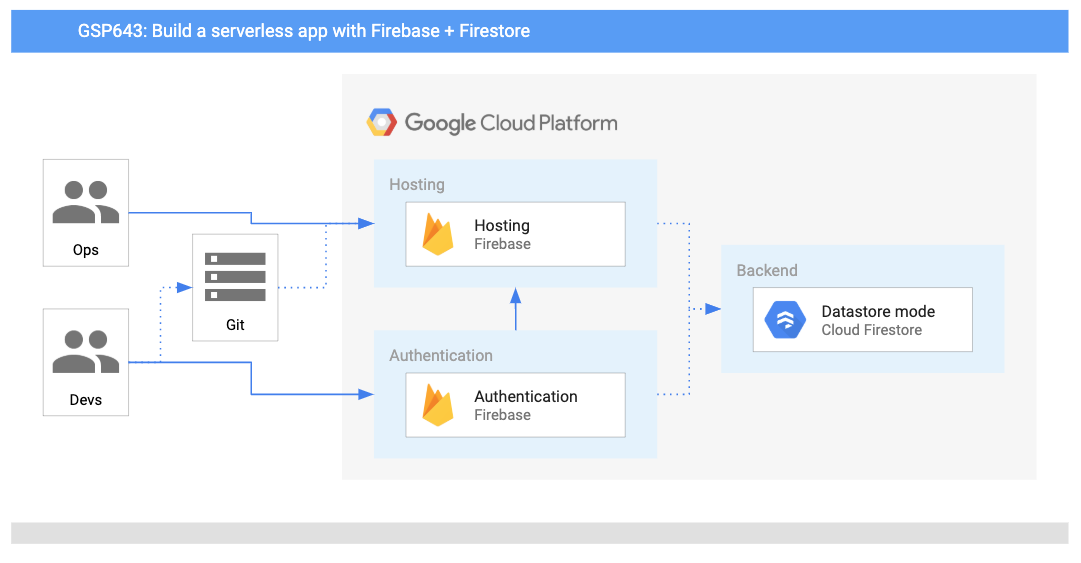 GSP643: Build a serverless app with Firebase + Firestore
Google Cloud Platform
Ops
Git
Devs
Hosting
Hosting
Firebase
Authentication
Authentication
Firebase
Backend
Datastore mode
Cloud Firestore